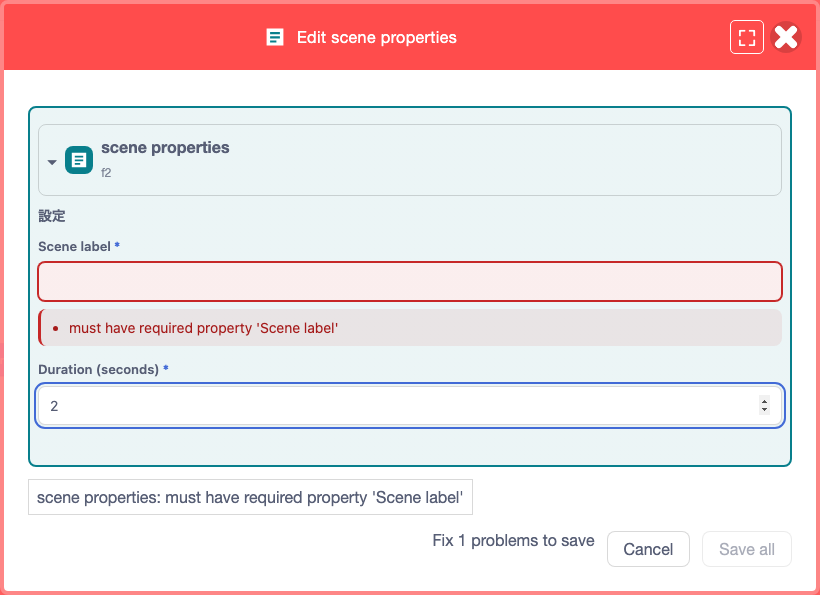 Edit scene properties
scene properties
f2
設定
Scene label *
• must have required property 'Scene label'
Duration (seconds) *
2
scene properties: must have required property 'Scene label'
Fix 1 problems to save
Cancel
Save all